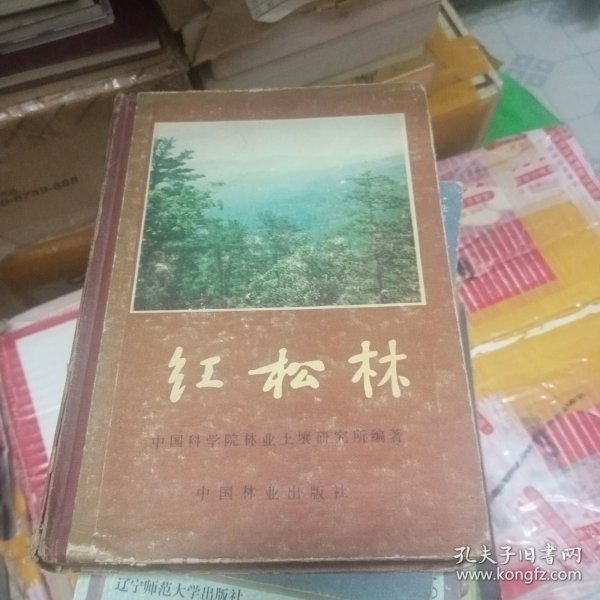 红松林
中国科学院林业土壤研究所编著
中国林业出版社
辽宁师范大学出版社
孔夫子旧书网
www.kongfz.com